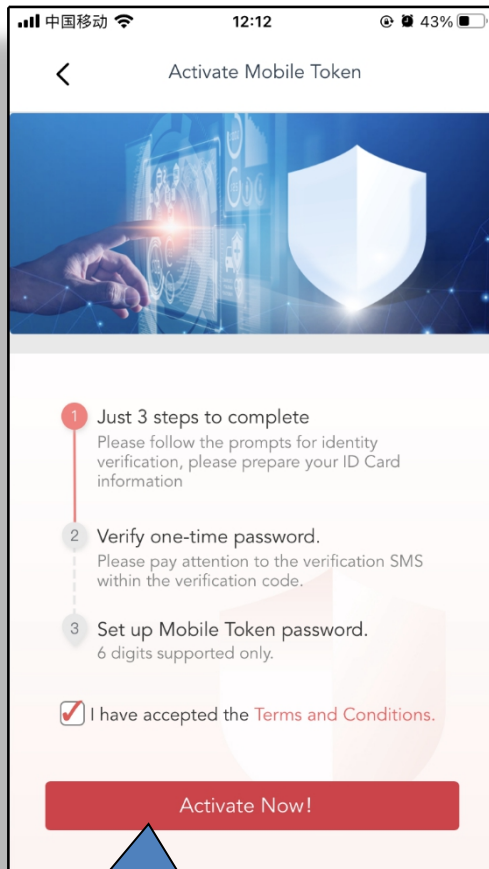 中国移动 12:12 43%
Activate Mobile Token
1 Just 3 steps to complete
Please follow the prompts for identity
verification, please prepare your ID Card
information
2 Verify one-time password.
Please pay attention to the verification SMS
within the verification code.
3 Set up Mobile Token password.
6 digits supported only.
I have accepted the Terms and Conditions.
Activate Now!